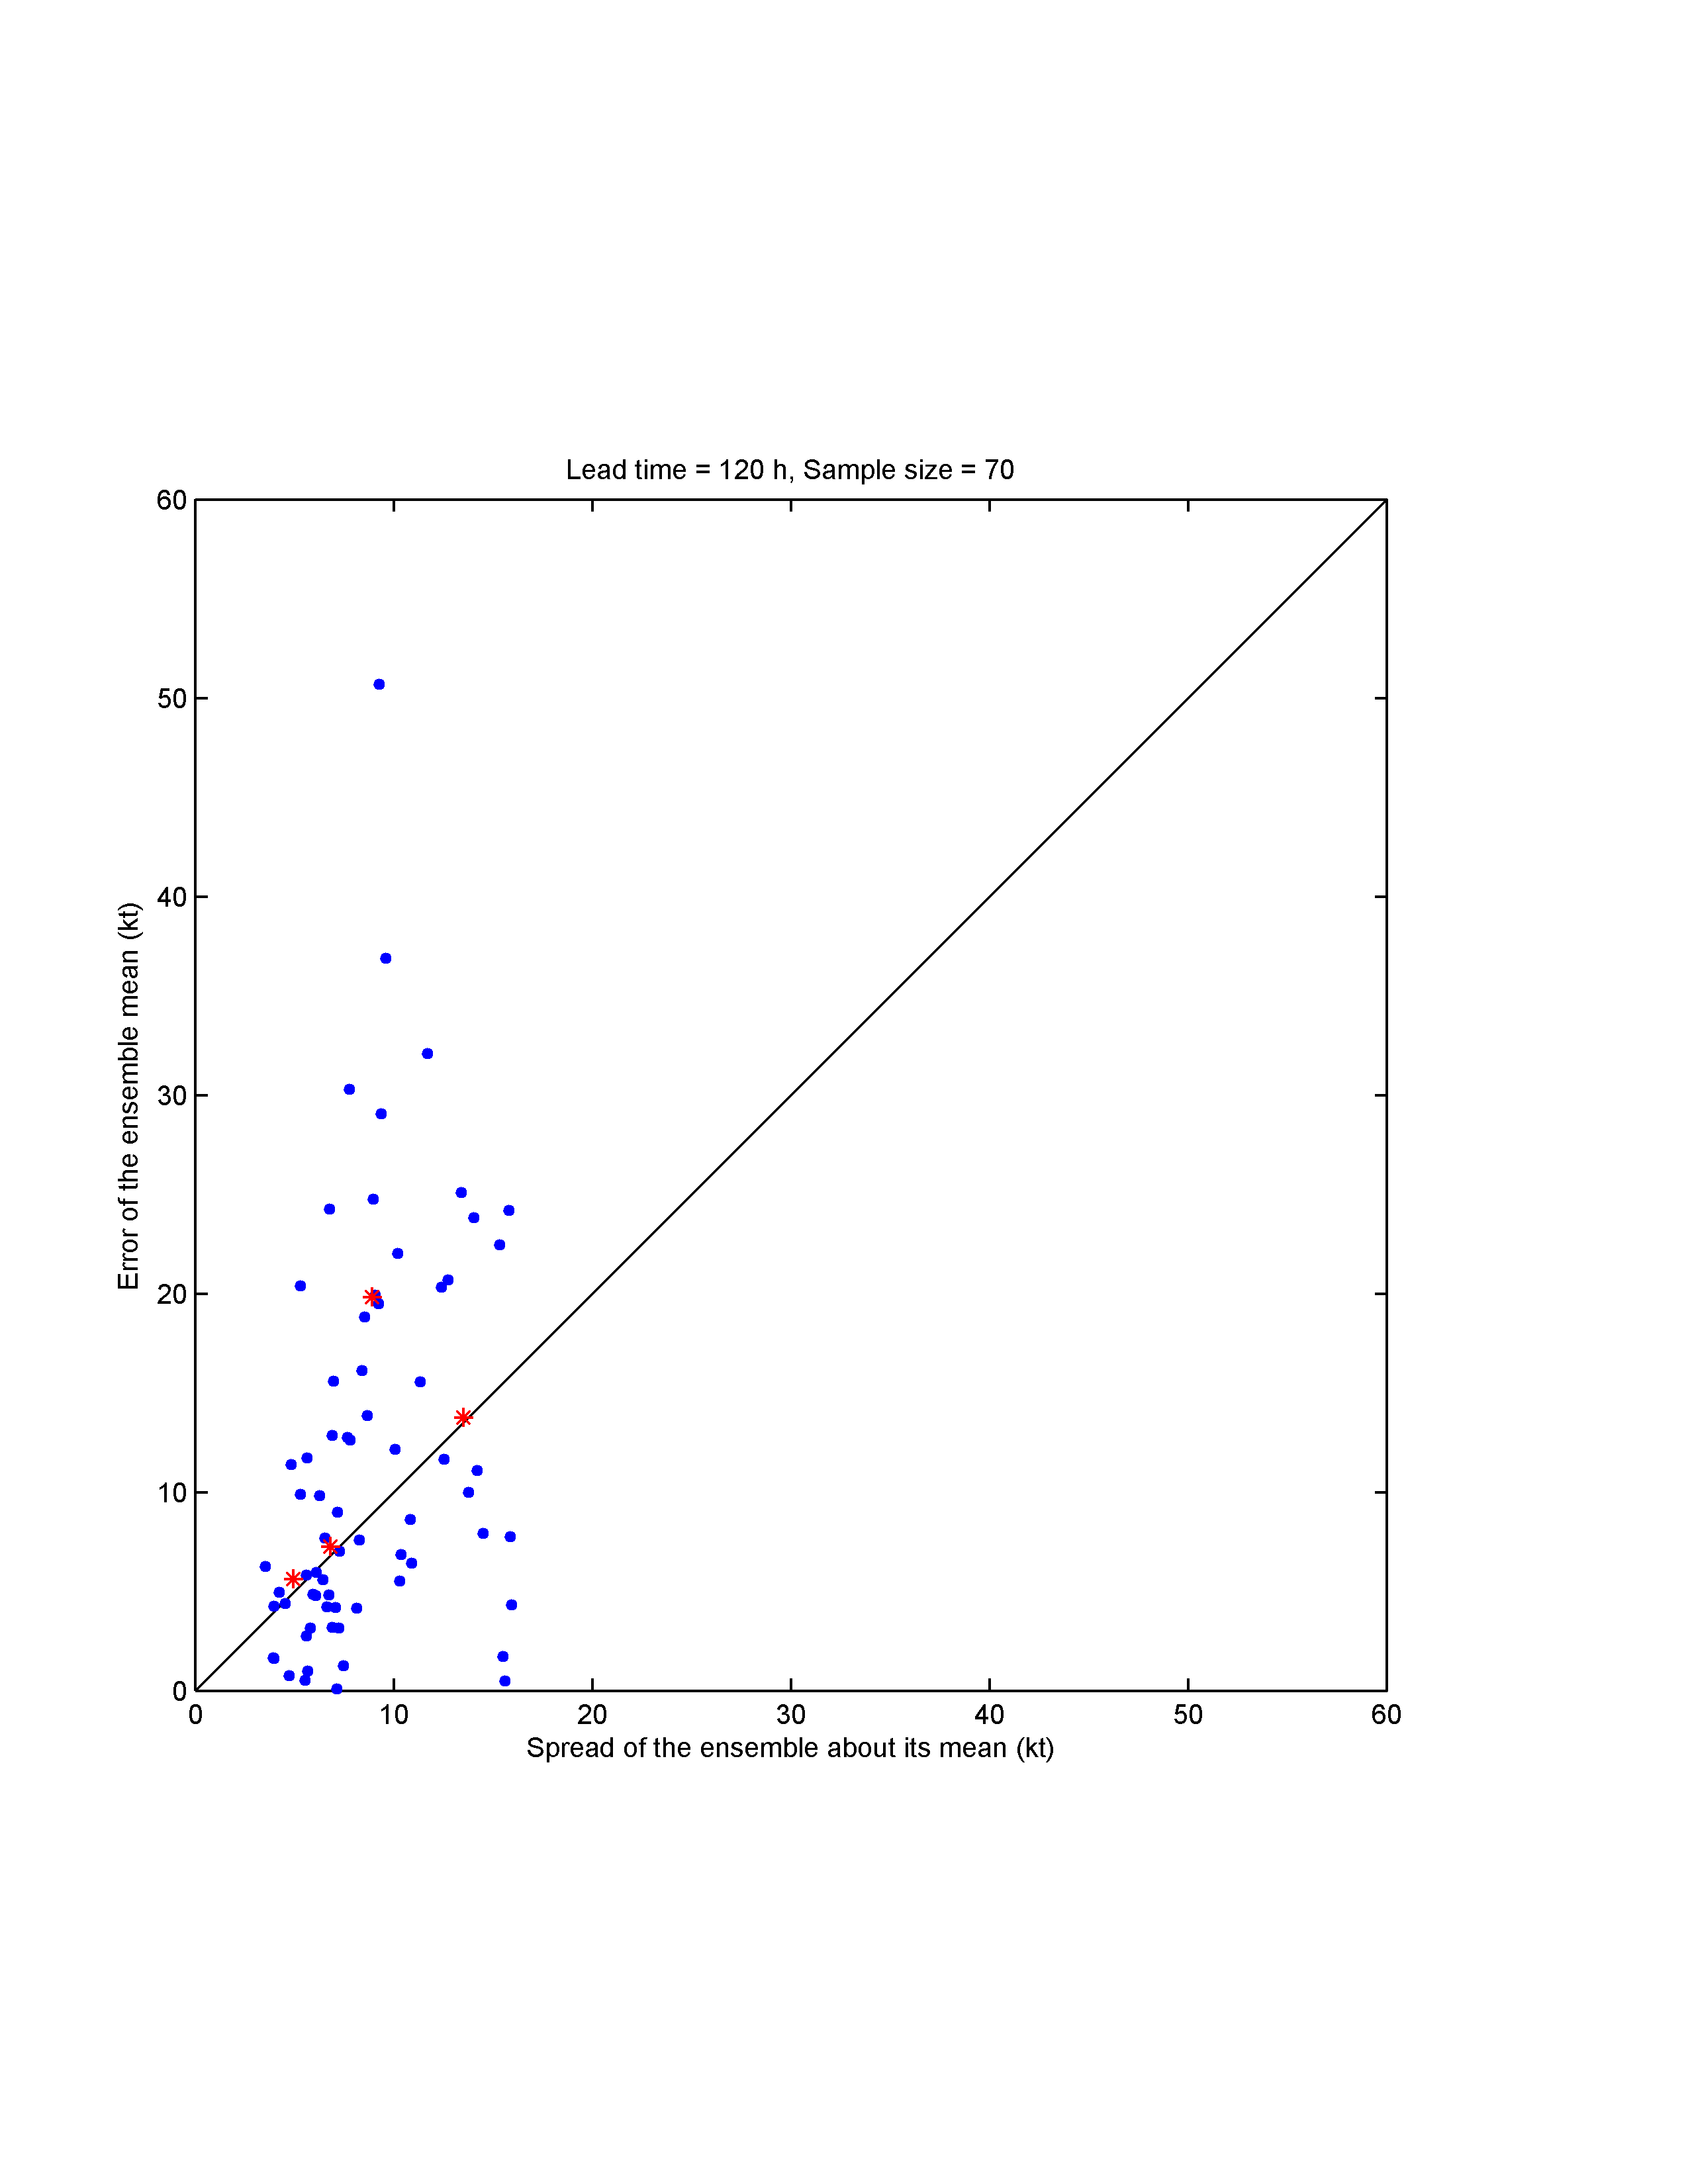 Lead time = 120 h, Sample size = 70
60
50
40
30
20
10
0
Error of the ensemble mean (kt)
0 10 20 30 40 50 60
Spread of the ensemble about its mean (kt)